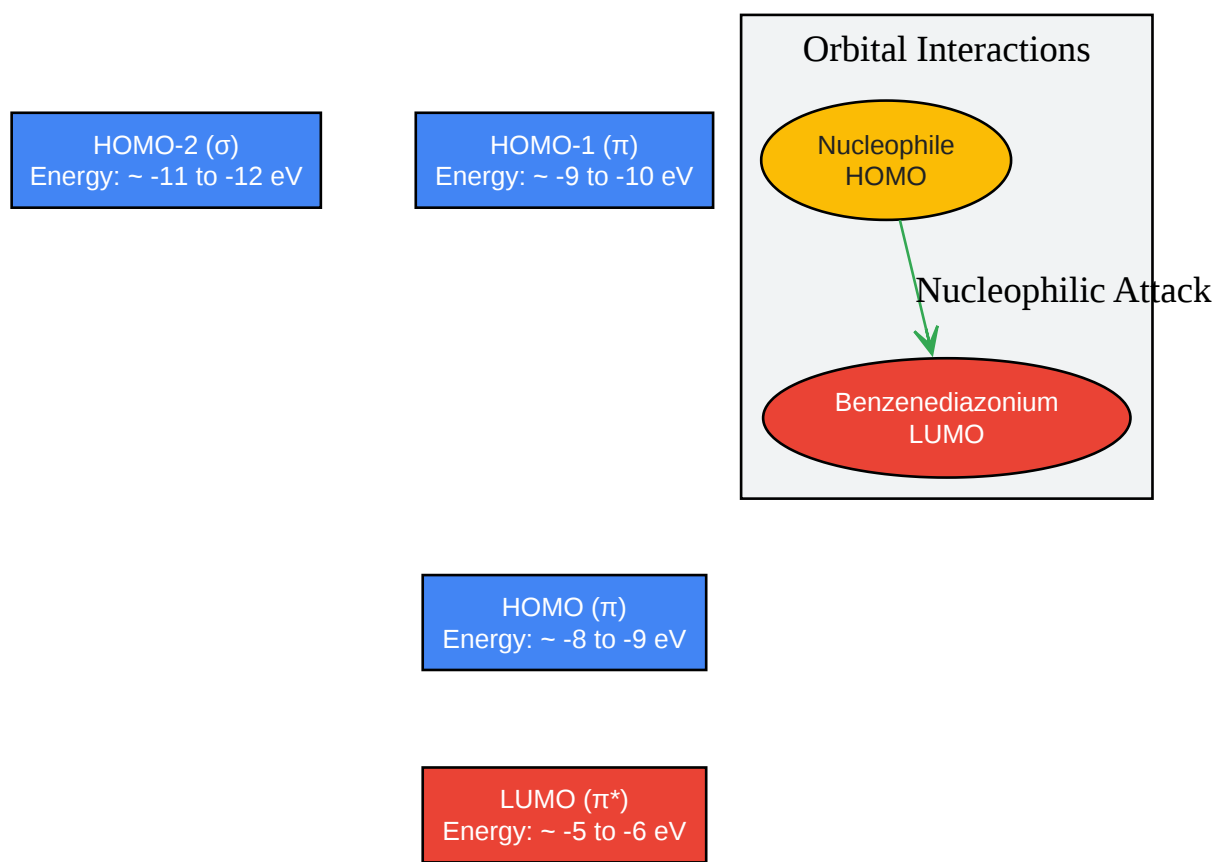 Orbital Interactions
HOMO-2 (σ)
Energy: ~ -11 to -12 eV
HOMO-1 (π)
Energy: ~ -9 to -10 eV
Nucleophile
HOMO
Nucleophilic Attack
Benzenediazonium
LUMO
HOMO (π)
Energy: ~ -8 to -9 eV
LUMO (π*)
Energy: ~ -5 to -6 eV